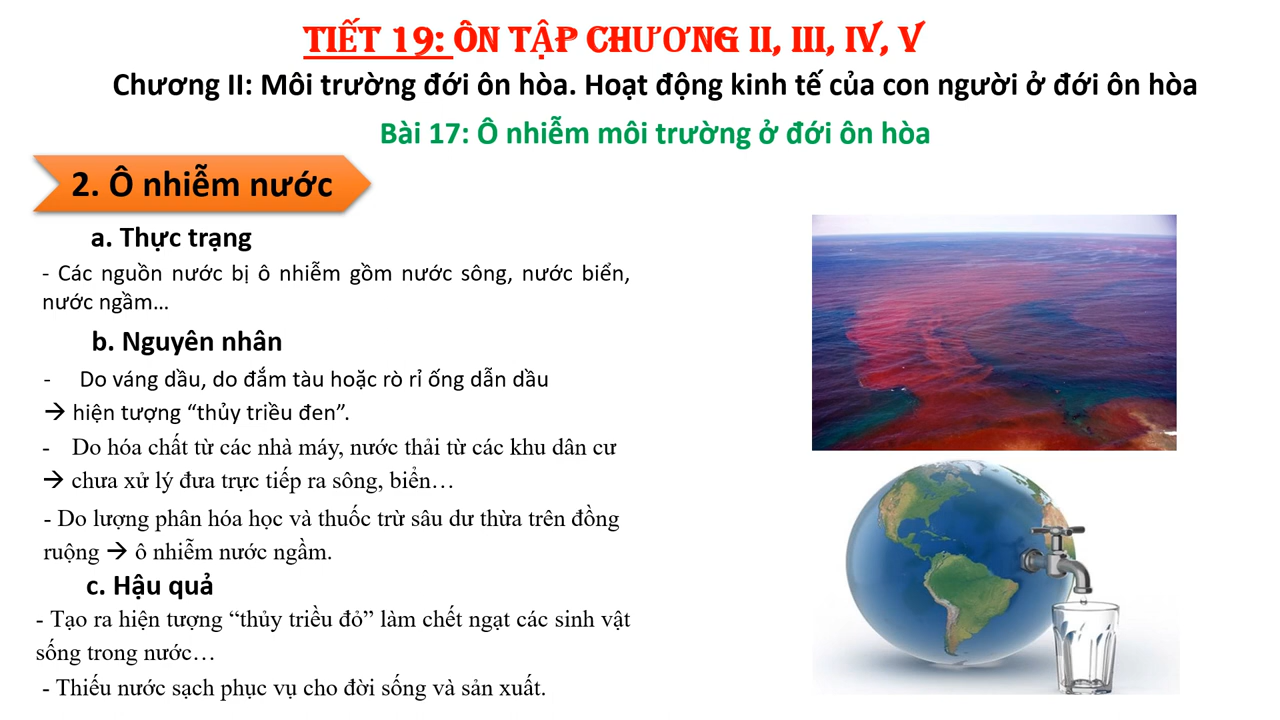 TIẾT 19: ÔN TẬP CHƯƠNG II, III, IV, V
Chương II: Môi trường đới ôn hòa. Hoạt động kinh tế của con người ở đới ôn hòa
Bài 17: Ô nhiễm môi trường ở đới ôn hòa
2. Ô nhiễm nước
a. Thực trạng
- Các nguồn nước bị ô nhiễm gồm nước sông, nước biển,
nước ngầm…
b. Nguyên nhân
- Do váng dầu, do đắm tàu hoặc rò rỉ ống dẫn dầu
→ hiện tượng “thủy triều đen”.
- Do hóa chất từ các nhà máy, nước thải từ các khu dân cư
→ chưa xử lý đưa trực tiếp ra sông, biển…
- Do lượng phân hóa học và thuốc trừ sâu dư thừa trên đồng
ruộng → ô nhiễm nước ngầm.
c. Hậu quả
- Tạo ra hiện tượng “thủy triều đỏ” làm chết ngạt các sinh vật
sống trong nước…
- Thiếu nước sạch phục vụ cho đời sống và sản xuất.